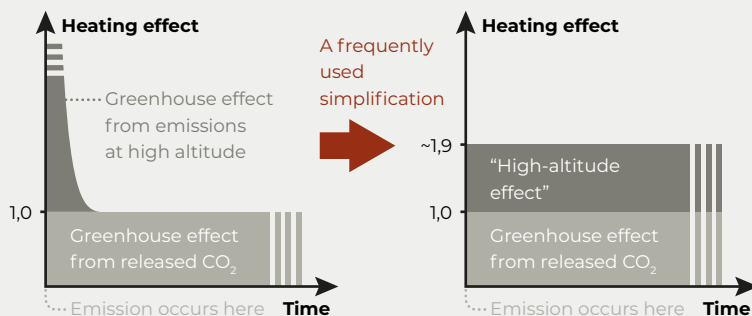 Heating effect
Greenhouse effect
from emissions
at high altitude
1,0
Greenhouse effect
from released CO₂
Emission occurs here
Time
A frequently
used
simplification
Heating effect
~1,9
“High-altitude
effect”
1,0
Greenhouse effect
from released CO₂
Emission occurs here
Time